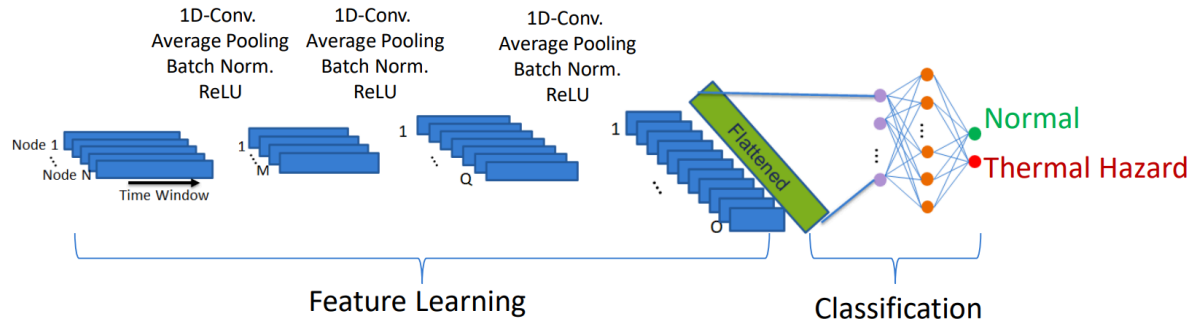 1D-Conv.
Average Pooling
Batch Norm.
ReLU
1D-Conv.
Average Pooling
Batch Norm.
ReLU
1D-Conv.
Average Pooling
Batch Norm.
ReLU
Node 1
Node N
Time Window
1
M
1
Q
1
O
Flattened
Normal
Thermal Hazard
Feature Learning
Classification